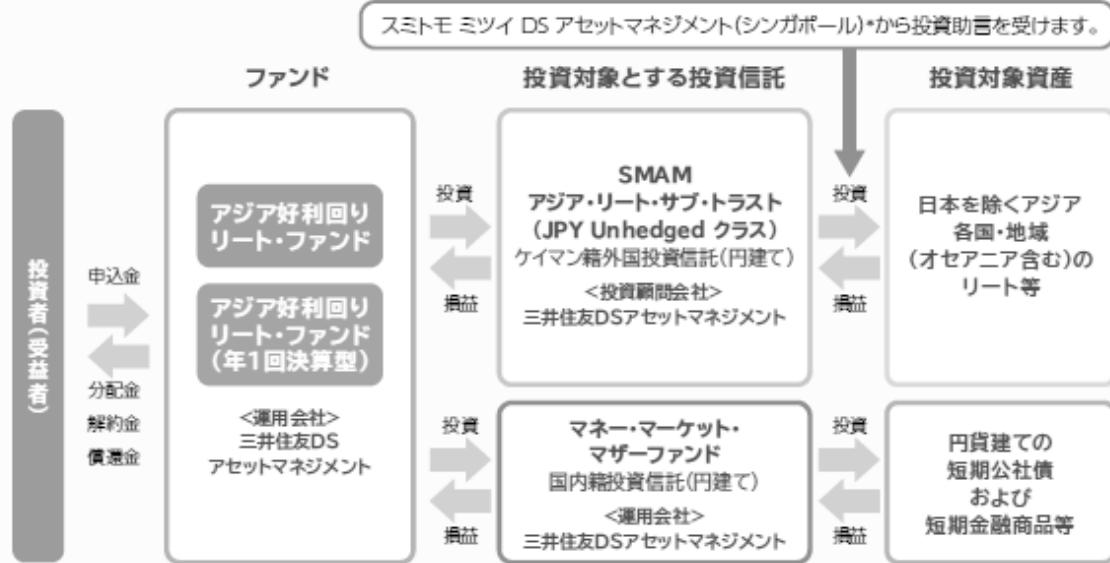 スミトモ ミツイ DS アセットマネジメント(シンガポール)*から投資助言を受けます。
ファンド
投資対象とする投資信託
投資対象資産
投資者(受益者)
申込金
分配金
解約金
償還金
アジア好利回り
リート・ファンド
アジア好利回り
リート・ファンド
(年1回決算型)
<運用会社>
三井住友DS
アセットマネジメント
投資
損益
SMAM
アジア・リート・サブ・トラスト
(JPY Unhedged クラス)
ケイマン籍外国投資信託(円建て)
<投資顧問会社>
三井住友DSアセットマネジメント
投資
損益
日本を除くアジア
各国・地域
(オセアニア含む)の
リート等
投資
損益
マネー・マーケット・
マザーファンド
国内籍投資信託(円建て)
<運用会社>
三井住友DSアセットマネジメント
投資
損益
円貨建ての
短期公社債
および
短期金融商品等